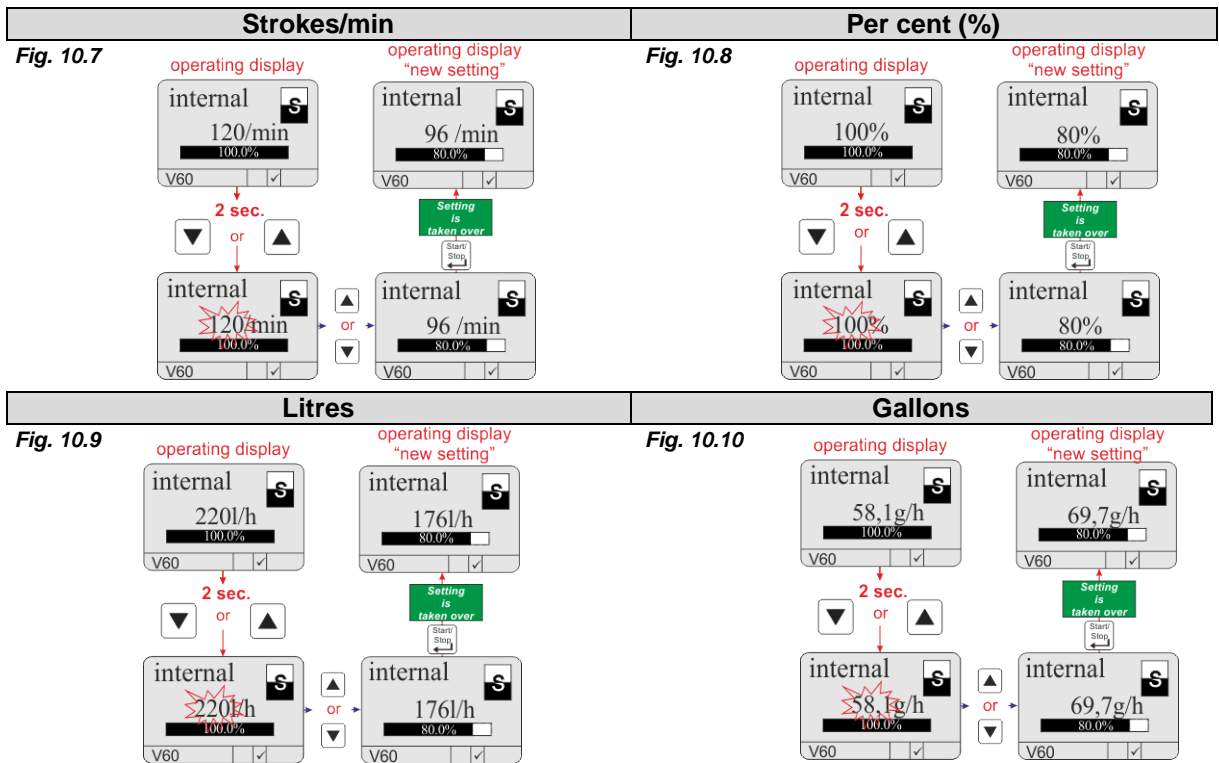 Strokes/min
Fig. 10.7
operating display
operating display
"new setting"
internal
S
120/min
100.0%
V60
internal
S
96 /min
80.0%
V60
2 sec.
or
Setting
is
taken over
Start/
Stop
internal
S
120/min
100.0%
V60
or
internal
S
96 /min
80.0%
V60
Per cent (%)
Fig. 10.8
operating display
operating display
"new setting"
internal
S
100%
100.0%
V60
internal
S
80%
80.0%
V60
2 sec.
or
Setting
is
taken over
Start/
Stop
internal
S
100%
100.0%
V60
or
internal
S
80%
80.0%
V60
Litres
Fig. 10.9
operating display
operating display
"new setting"
internal
S
220l/h
100.0%
V60
internal
S
176l/h
80.0%
V60
2 sec.
or
Setting
is
taken over
Start/
Stop
internal
S
220l/h
100.0%
V60
or
internal
S
176l/h
80.0%
V60
Gallons
Fig. 10.10
operating display
operating display
"new setting"
internal
S
58,1g/h
100.0%
V60
internal
S
69,7g/h
80.0%
V60
2 sec.
or
Setting
is
taken over
Start/
Stop
internal
S
58,1g/h
100.0%
V60
or
internal
S
69,7g/h
80.0%
V60